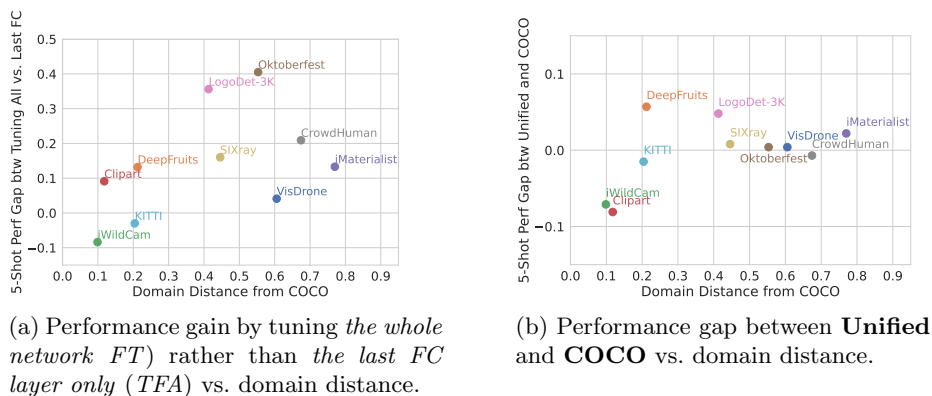 5-Shot Perf Gap btw Tuning All vs. Last FC
0.5
0.4
0.3
0.2
0.1
0.0
−0.1
Oktoberfest
LogoDet-3K
CrowdHuman
SIXray
DeepFruits
iMaterialist
Clipart
VisDrone
KITTI
iWildCam
0.0 0.1 0.2 0.3 0.4 0.5 0.6 0.7 0.8 0.9
Domain Distance from COCO
(a) Performance gain by tuning the whole
network FT) rather than the last FC
layer only (TFA) vs. domain distance.
5-Shot Perf Gap btw Unified and COCO
0.1
0.0
−0.1
DeepFruits
LogoDet-3K
iMaterialist
SIXray
VisDrone
CrowdHuman
KITTI
Oktoberfest
iWildCam
Clipart
0.0 0.1 0.2 0.3 0.4 0.5 0.6 0.7 0.8 0.9
Domain Distance from COCO
(b) Performance gap between Unified
and COCO vs. domain distance.